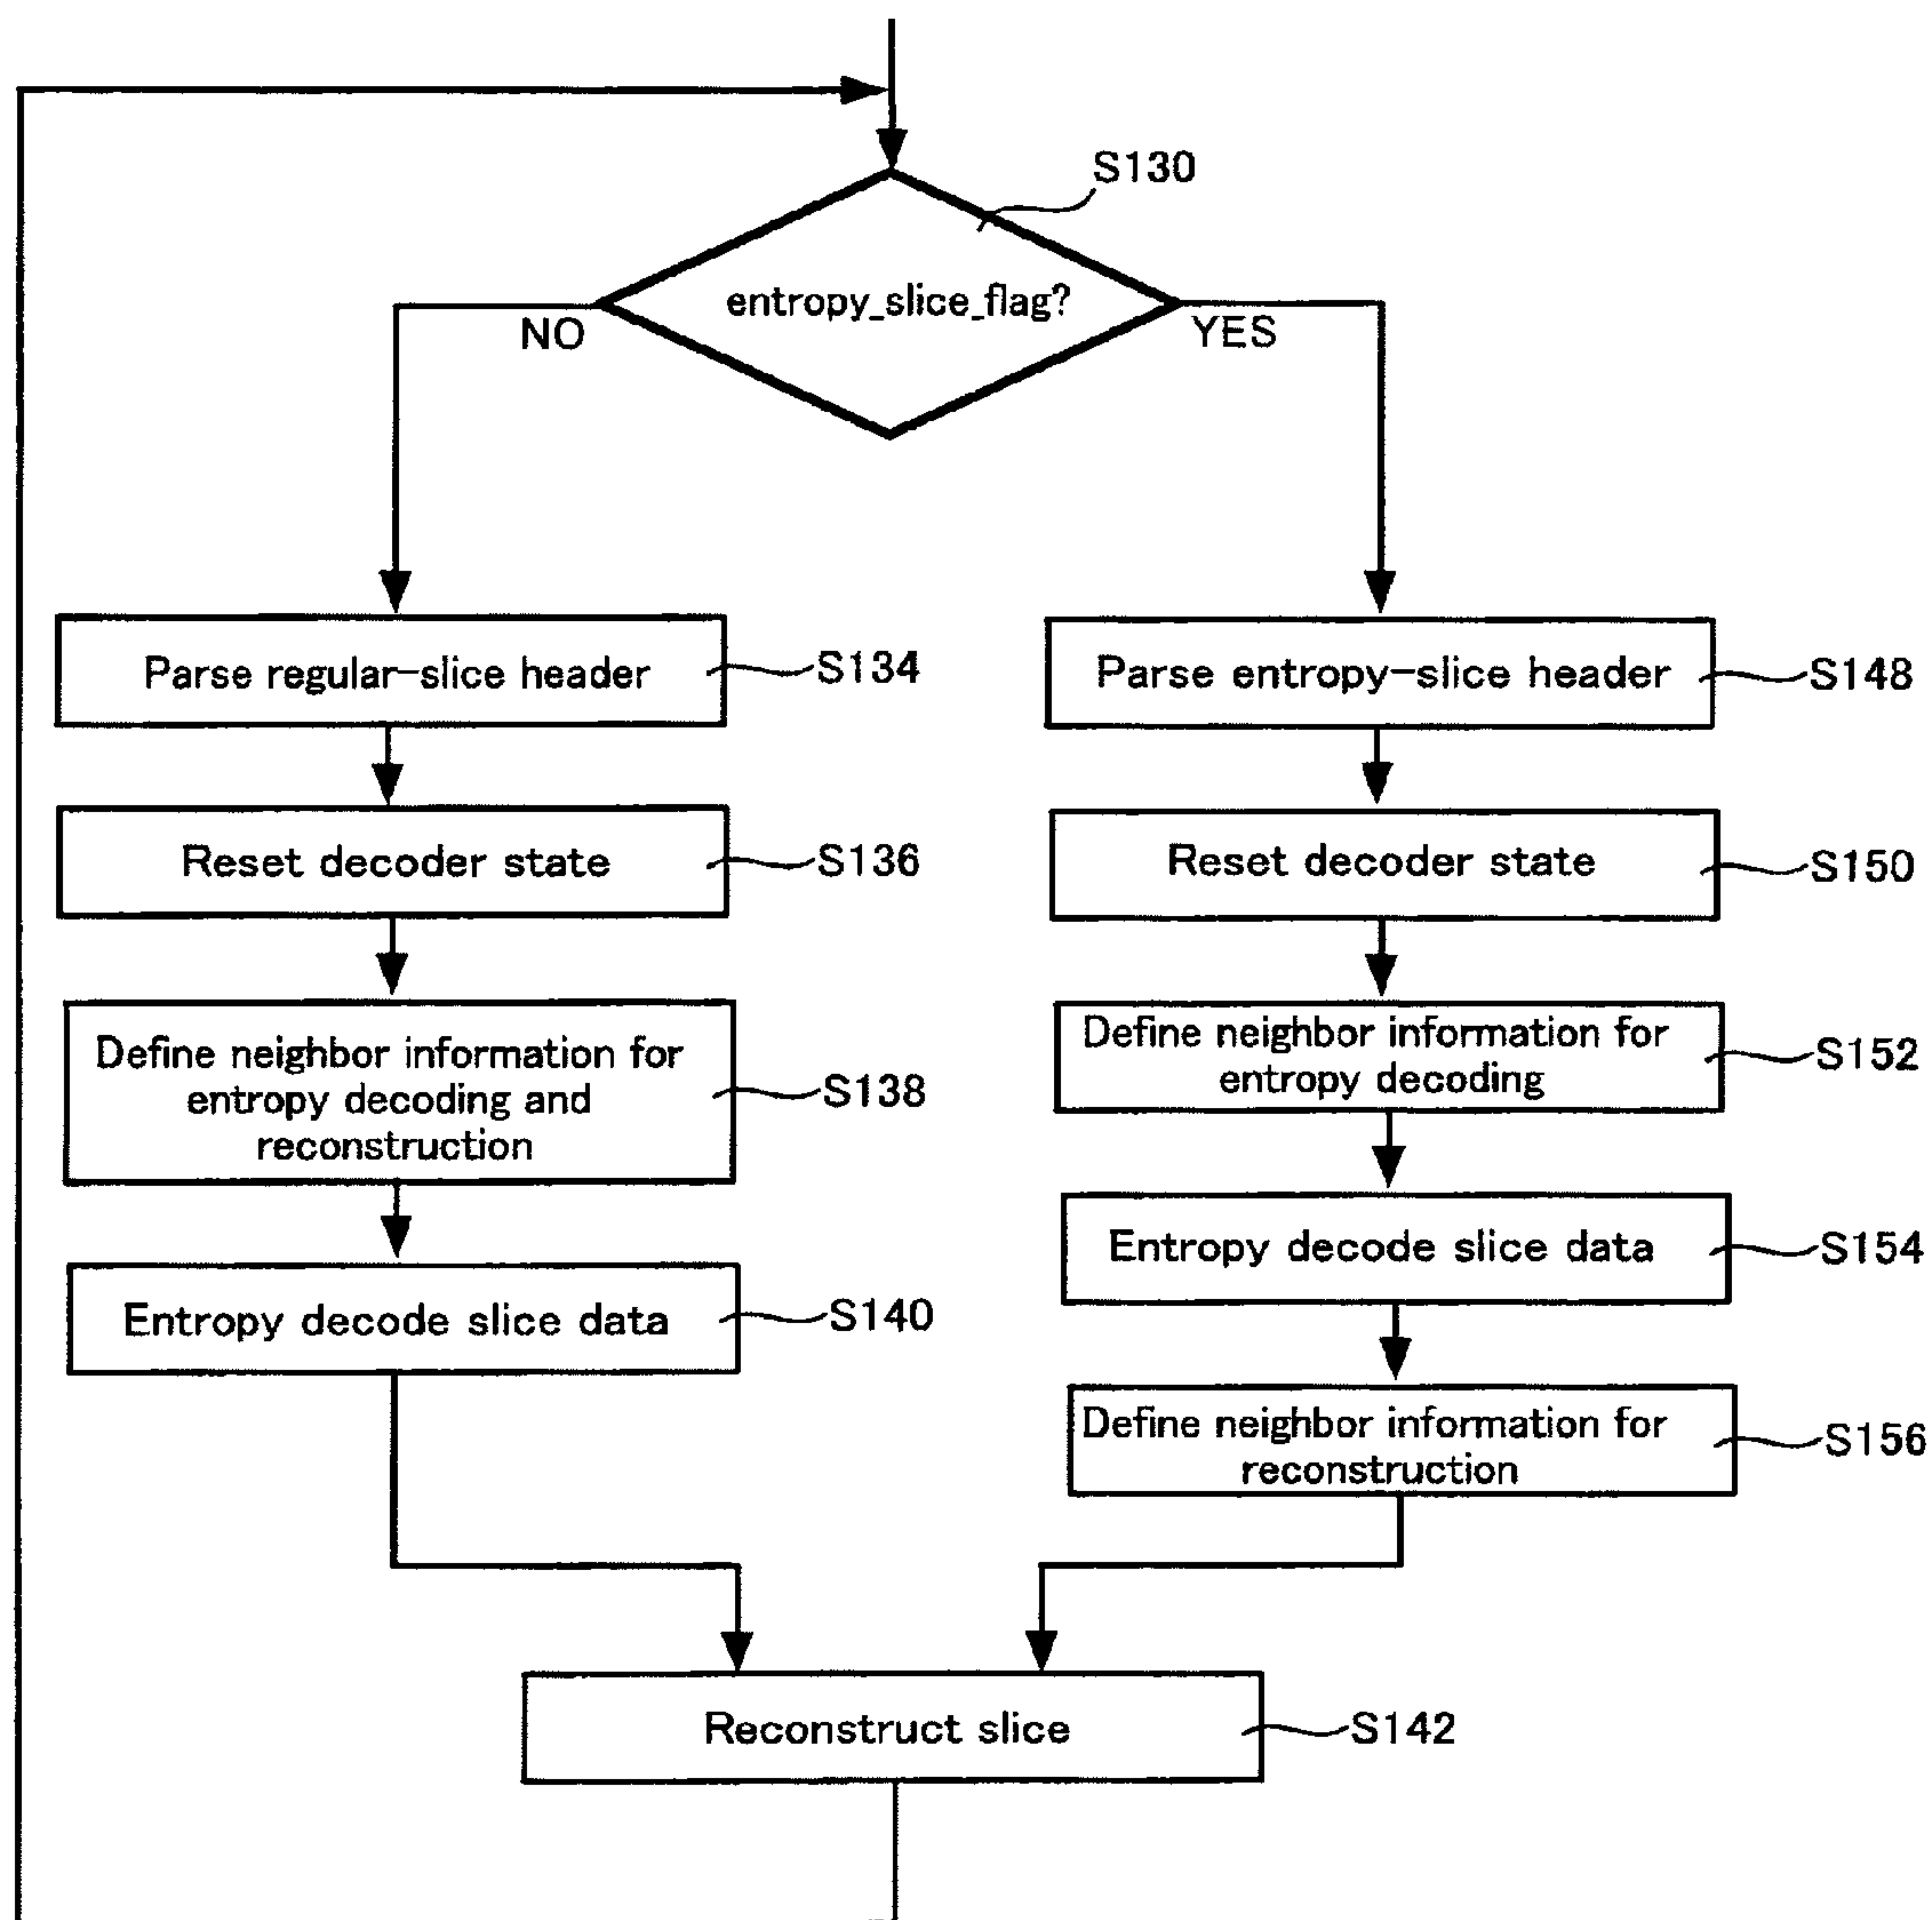 S130
entropy_slice_flag?
NO
YES
Parse regular-slice header
S134
Parse entropy-slice header
S148
Reset decoder state
S136
Reset decoder state
S150
Define neighbor information for
entropy decoding and
reconstruction
S138
Define neighbor information for
entropy decoding
S152
Entropy decode slice data
S154
Entropy decode slice data
S140
Define neighbor information for
reconstruction
S156
Reconstruct slice
S142